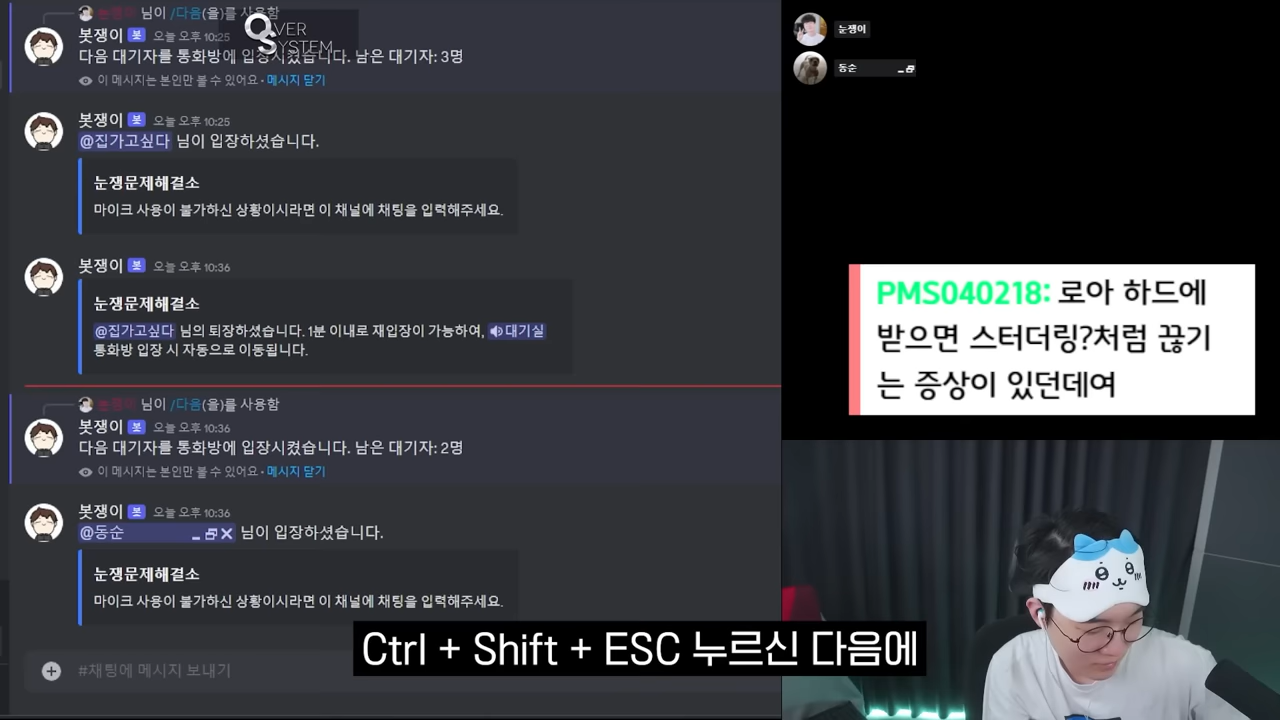 님이 /다음(을)를 사용함
봇쟁이 봇 오늘 오후 10:25
다음 대기자를 통화방에 입장시켰습니다. 남은 대기자: 3명
이 메시지는 본인만 볼 수 있어요 • 메시지 닫기
OVER
SYSTEM
봇쟁이 봇 오늘 오후 10:25
@집가고싶다 님이 입장하셨습니다.
눈쟁문제해결소
마이크 사용이 불가하신 상황이시라면 이 채널에 채팅을 입력해주세요.
봇쟁이 봇 오늘 오후 10:36
눈쟁문제해결소
@집가고싶다 님의 퇴장하셨습니다. 1분 이내로 재입장이 가능하여, 대기실
통화방 입장 시 자동으로 이동됩니다.
눈쟁이 님이 /다음(을)를 사용함
봇쟁이 봇 오늘 오후 10:36
다음 대기자를 통화방에 입장시켰습니다. 남은 대기자: 2명
이 메시지는 본인만 볼 수 있어요 • 메시지 닫기
봇쟁이 봇 오늘 오후 10:36
@동순 님이 입장하셨습니다.
눈쟁문제해결소
마이크 사용이 불가하신 상황이시라면 이 채널에 채팅을 입력해주세요.
#채팅에 메시지 보내기
눈쟁이
동순
PMS040218: 로아 하드에
받으면 스터더링?처럼 끊기
는 증상이 있던데여
Ctrl + Shift + ESC 누르신 다음에